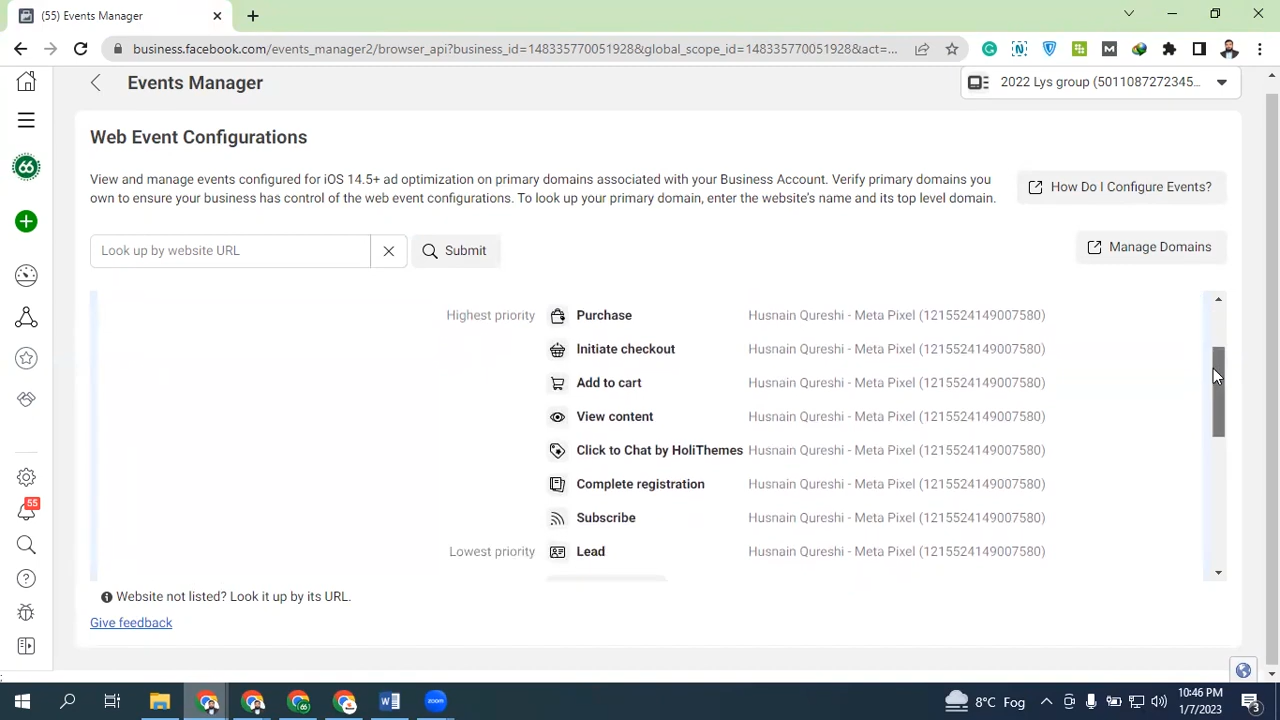 (55) Events Manager
business.facebook.com/events_manager2/browser_api?business_id=148335770051928&global_scope_id=148335770051928&act=...
Events Manager
2022 Lys group (5011087272345...
Web Event Configurations
View and manage events configured for iOS 14.5+ ad optimization on primary domains associated with your Business Account. Verify primary domains you
own to ensure your business has control of the web event configurations. To look up your primary domain, enter the website's name and its top level domain.
How Do I Configure Events?
Look up by website URL
Submit
Manage Domains
Highest priority Purchase Husnain Qureshi - Meta Pixel (1215524149007580)
Initiate checkout Husnain Qureshi - Meta Pixel (1215524149007580)
Add to cart Husnain Qureshi - Meta Pixel (1215524149007580)
View content Husnain Qureshi - Meta Pixel (1215524149007580)
Click to Chat by HoliThemes Husnain Qureshi - Meta Pixel (1215524149007580)
Complete registration Husnain Qureshi - Meta Pixel (1215524149007580)
Subscribe Husnain Qureshi - Meta Pixel (1215524149007580)
Lowest priority Lead Husnain Qureshi - Meta Pixel (1215524149007580)
Website not listed? Look it up by its URL.
Give feedback
55
8°C Fog
10:46 PM
1/7/2023
3